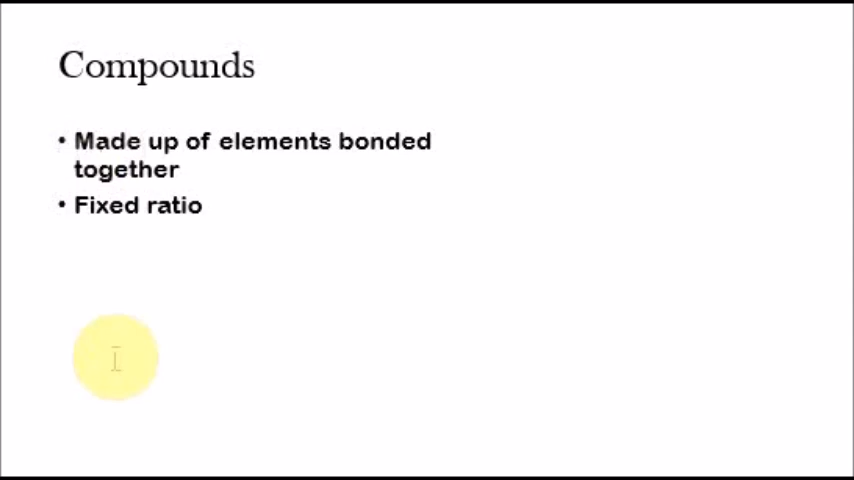 Compounds
• Made up of elements bonded
together
• Fixed ratio